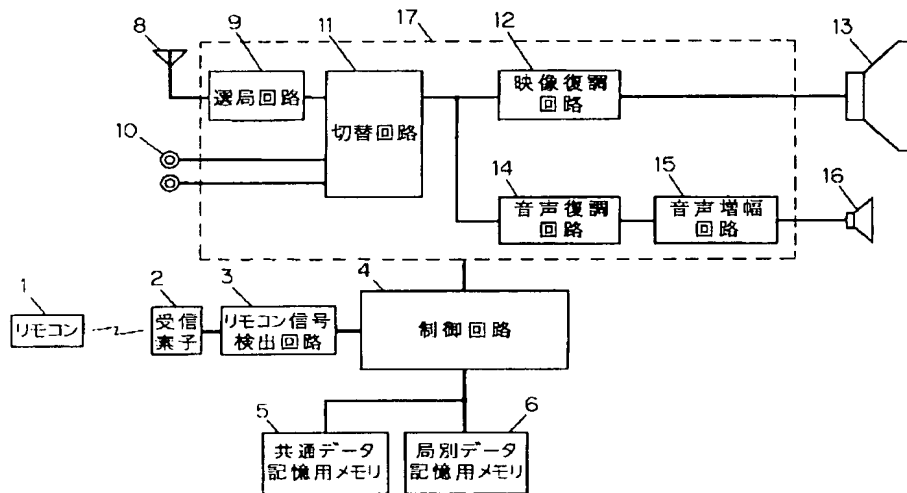 8
9
11
17
12
13
選局回路
切替回路
映像復調
回路
10
14
15
16
音声復調
回路
音声増幅
回路
1
2
3
4
リモコン
受信
素子
リモコン信号
検出回路
制御回路
5
6
共通データ
記憶用メモリ
局別データ
記憶用メモリ